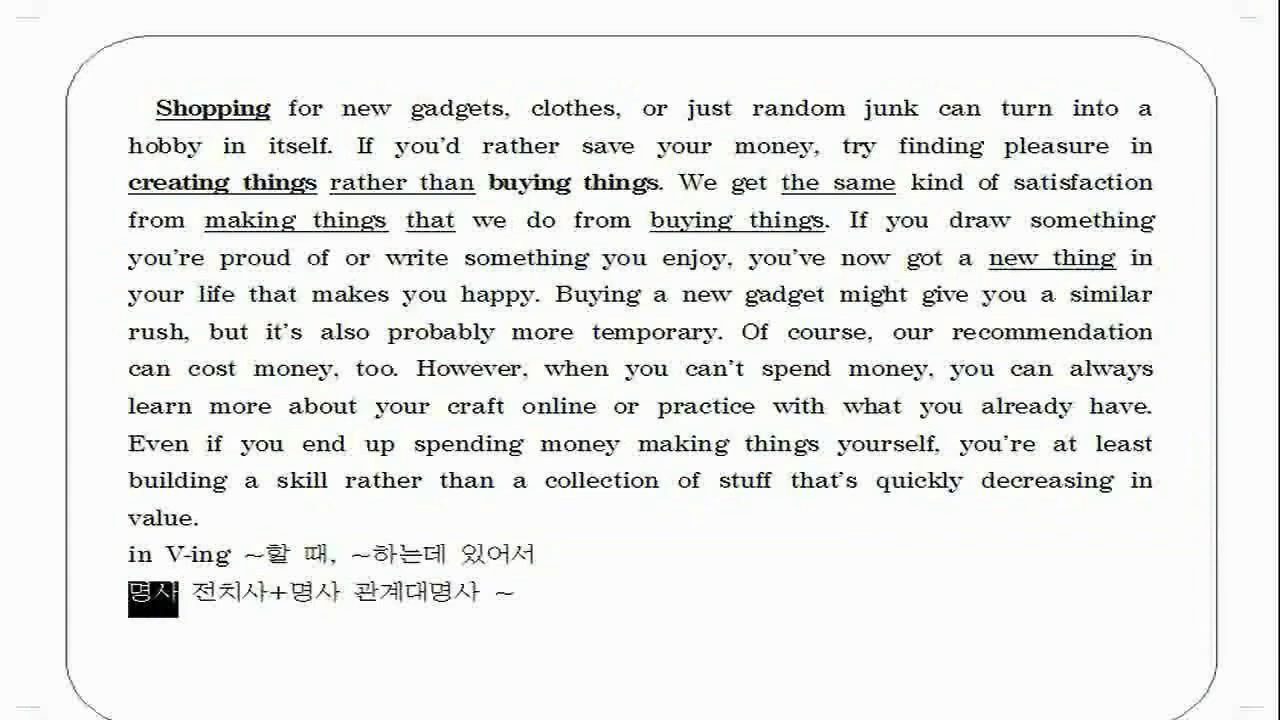 Shopping for new gadgets, clothes, or just random junk can turn into a
hobby in itself. If you'd rather save your money, try finding pleasure in
creating things rather than buying things. We get the same kind of satisfaction
from making things that we do from buying things. If you draw something
you're proud of or write something you enjoy, you've now got a new thing in
your life that makes you happy. Buying a new gadget might give you a similar
rush, but it's also probably more temporary. Of course, our recommendation
can cost money, too. However, when you can't spend money, you can always
learn more about your craft online or practice with what you already have.
Even if you end up spending money making things yourself, you're at least
building a skill rather than a collection of stuff that's quickly decreasing in
value.
in V-ing ~할 때, ~하는데 있어서
명사 전치사+명사 관계대명사 ~